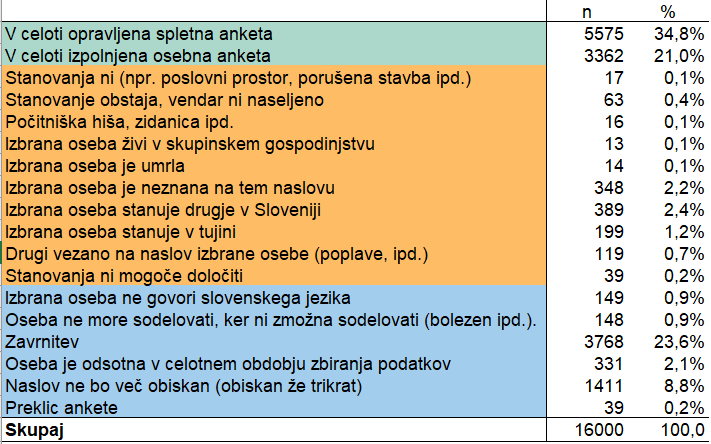 n %
V celoti opravljena spletna anketa 5575 34,8%
V celoti izpolnjena osebna anketa 3362 21,0%
Stanovanja ni (npr. poslovni prostor, porušena stavba ipd.) 17 0,1%
Stanovanje obstaja, vendar ni naseljeno 63 0,4%
Počitniška hiša, zidanica ipd. 16 0,1%
Izbrana oseba živi v skupinskem gospodinjstvu 13 0,1%
Izbrana oseba je umrla 14 0,1%
Izbrana oseba je neznana na tem naslovu 348 2,2%
Izbrana oseba stanuje drugje v Sloveniji 389 2,4%
Izbrana oseba stanuje v tujini 199 1,2%
Drugi vezano na naslov izbrane osebe (poplave, ipd.) 119 0,7%
Stanovanja ni mogoče določiti 39 0,2%
Izbrana oseba ne govori slovenskega jezika 149 0,9%
Oseba ne more sodelovati, ker ni zmožna sodelovati (bolezen ipd.). 148 0,9%
Zavrnitev 3768 23,6%
Oseba je odsotna v celotnem obdobju zbiranja podatkov 331 2,1%
Naslov ne bo več obiskan (obiskan že trikrat) 1411 8,8%
Preklic ankete 39 0,2%
Skupaj 16000 100,0